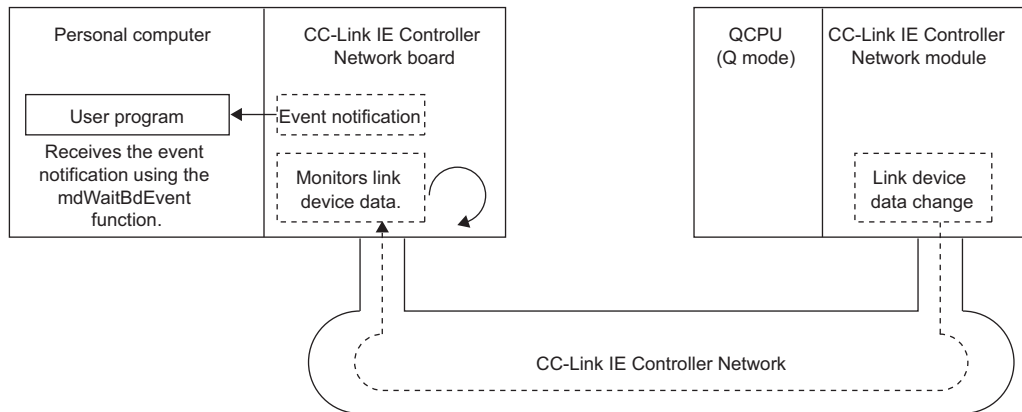 Personal computer
CC-Link IE Controller
Network board
User program
Event notification
Receives the event
notification using the
mdWaitBdEvent
function.
Monitors link
device data.
QCPU
(Q mode)
CC-Link IE Controller
Network module
Link device
data change
CC-Link IE Controller Network